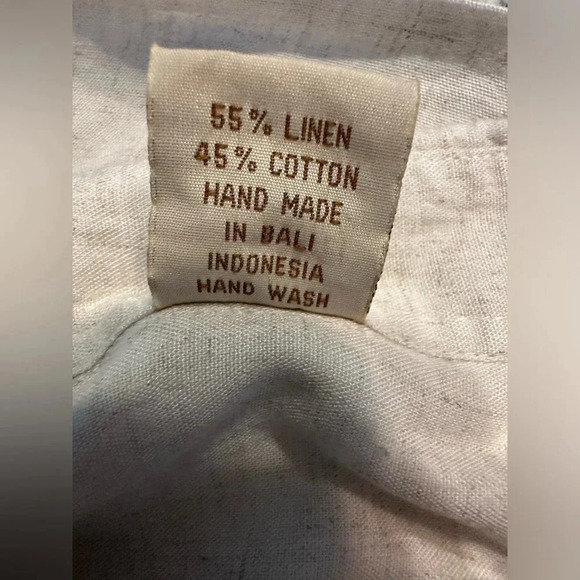 55% LINEN
45% COTTON
HAND MADE
IN BALI
INDONESIA
HAND WASH